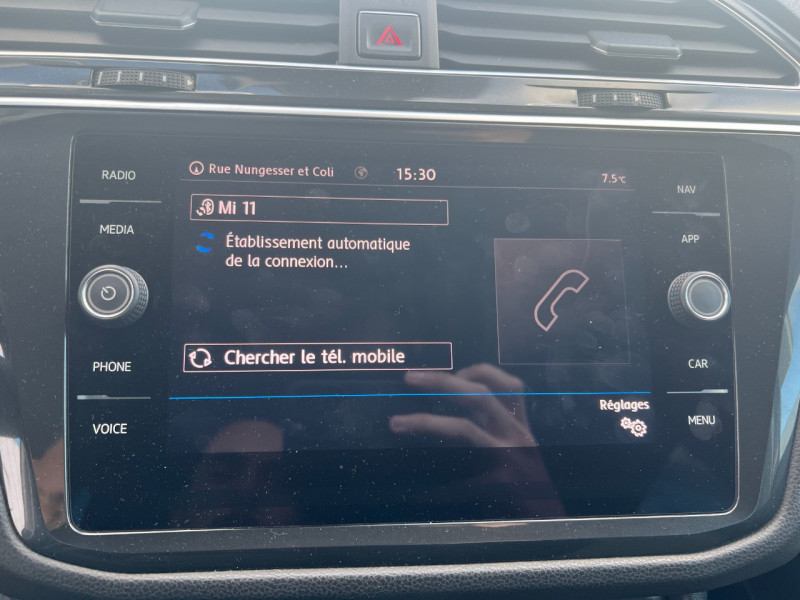 RADIO
MEDIA
PHONE
VOICE
Rue Nungesser et Coli 15:30 7.5°C
Mi 11
Établissement automatique
de la connexion...
Chercher le tél. mobile
Réglages
NAV
APP
CAR
MENU